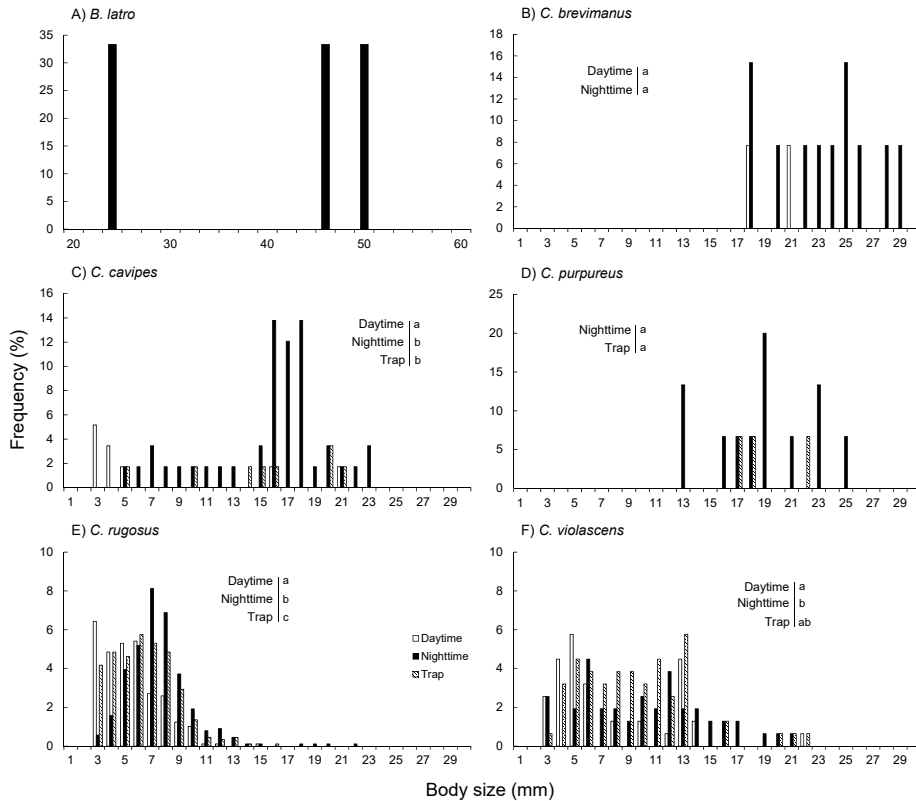 A) B. latro
35
30
25
20
15
10
5
0
20 30 40 50 60
B) C. brevimanus
18
16
14
12
10
8
6
4
2
0
Daytime a
Nighttime a
1 3 5 7 9 11 13 15 17 19 21 23 25 27 29
C) C. cavipes
16
14
12
10
8
6
4
2
0
Daytime a
Nighttime b
Trap b
1 3 5 7 9 11 13 15 17 19 21 23 25 27 29
D) C. purpureus
25
20
15
10
5
0
Nighttime a
Trap a
1 3 5 7 9 11 13 15 17 19 21 23 25 27 29
Frequency (%)
E) C. rugosus
10
8
6
4
2
0
Daytime a
Nighttime b
Trap c
Daytime
Nighttime
Trap
1 3 5 7 9 11 13 15 17 19 21 23 25 27 29
F) C. violascens
10
8
6
4
2
0
Daytime a
Nighttime b
Trap ab
1 3 5 7 9 11 13 15 17 19 21 23 25 27 29
Body size (mm)